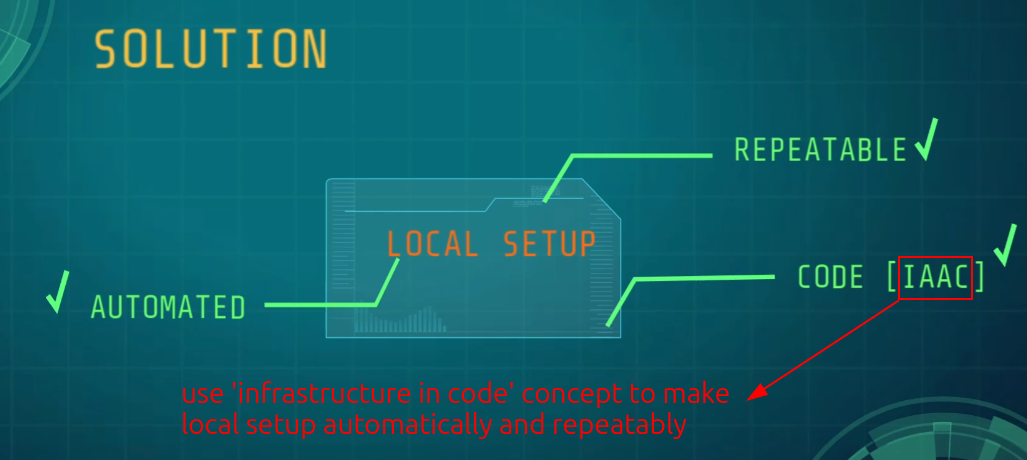 SOLUTION
REPEATABLE
LOCAL SETUP
CODE [IAAC]
AUTOMATED
use 'infrastructure in code' concept to make
local setup automatically and repeatably